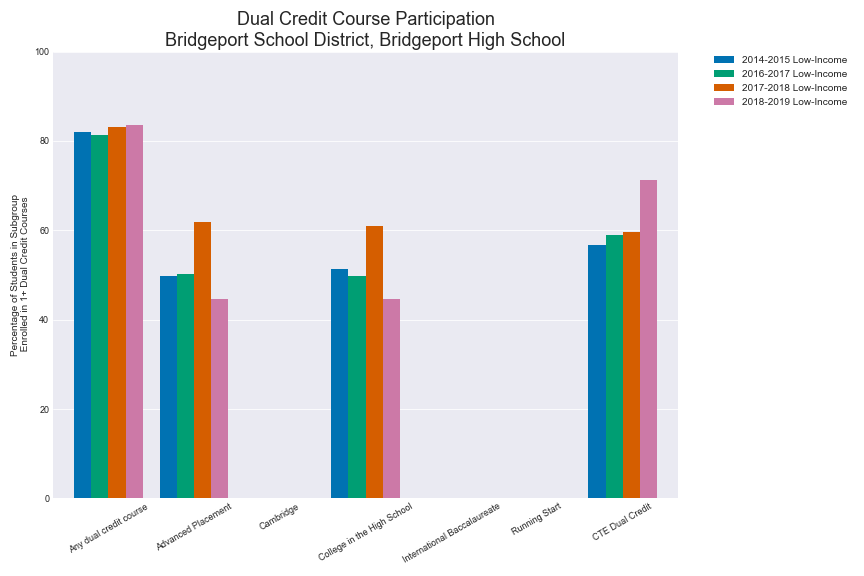 Dual Credit Course Participation
Bridgeport School District, Bridgeport High School
2014-2015 Low-Income
2016-2017 Low-Income
2017-2018 Low-Income
2018-2019 Low-Income
Percentage of Students in Subgroup
Enrolled in 1+ Dual Credit Courses
100
80
60
40
20
0
Any dual credit course
Advanced Placement
Cambridge
College in the High School
International Baccalaureate
Running Start
CTE Dual Credit